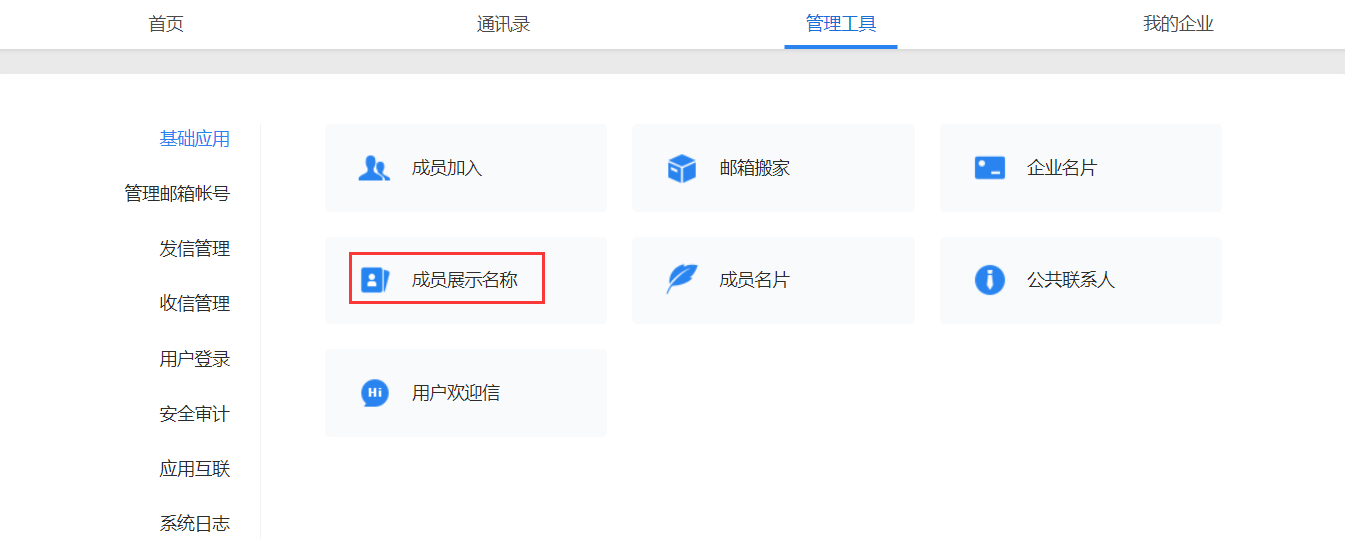 首页
通讯录
管理工具
我的企业
基础应用
管理邮箱帐号
发信管理
收信管理
用户登录
安全审计
应用互联
系统日志
成员加入
邮箱搬家
企业名片
成员展示名称
成员名片
公共联系人
Hi
用户欢迎信